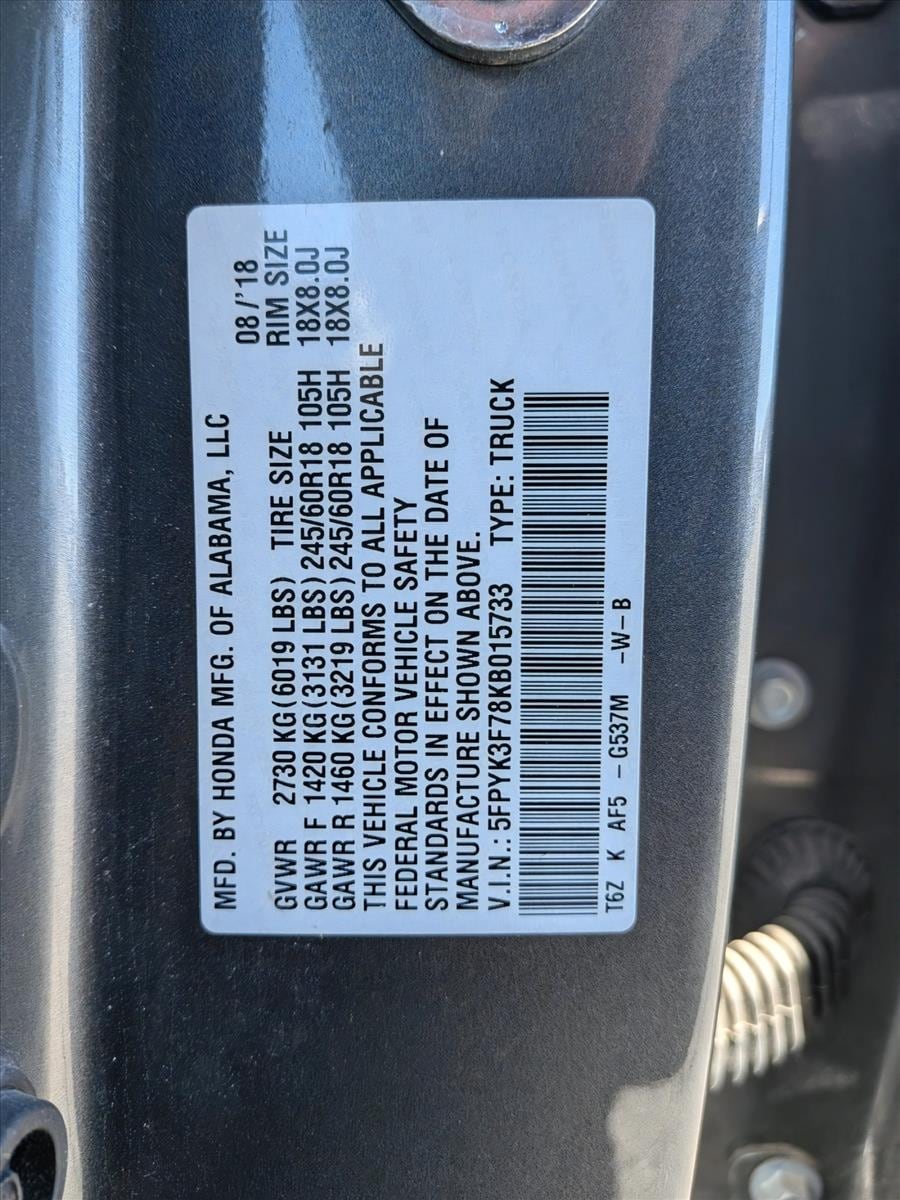 MFD. BY HONDA MFG. OF ALABAMA, LLC
08/'18
GVWR 2730 KG(6019 LBS) TIRE SIZE RIM SIZE
GAWR F 1420 KG(3131 LBS) 245/60R18 105H 18X8.0J
GAWR R 1460 KG(3219 LBS) 245/60R18 105H 18X8.0J
THIS VEHICLE CONFORMS TO ALL APPLICABLE
FEDERAL MOTOR VEHICLE SAFETY
STANDARDS IN EFFECT ON THE DATE OF
MANUFACTURE SHOWN ABOVE.
V.I.N.: 5FPYK3F78KB015733 TYPE: TRUCK
T6Z K AF5 -G537M -W-B